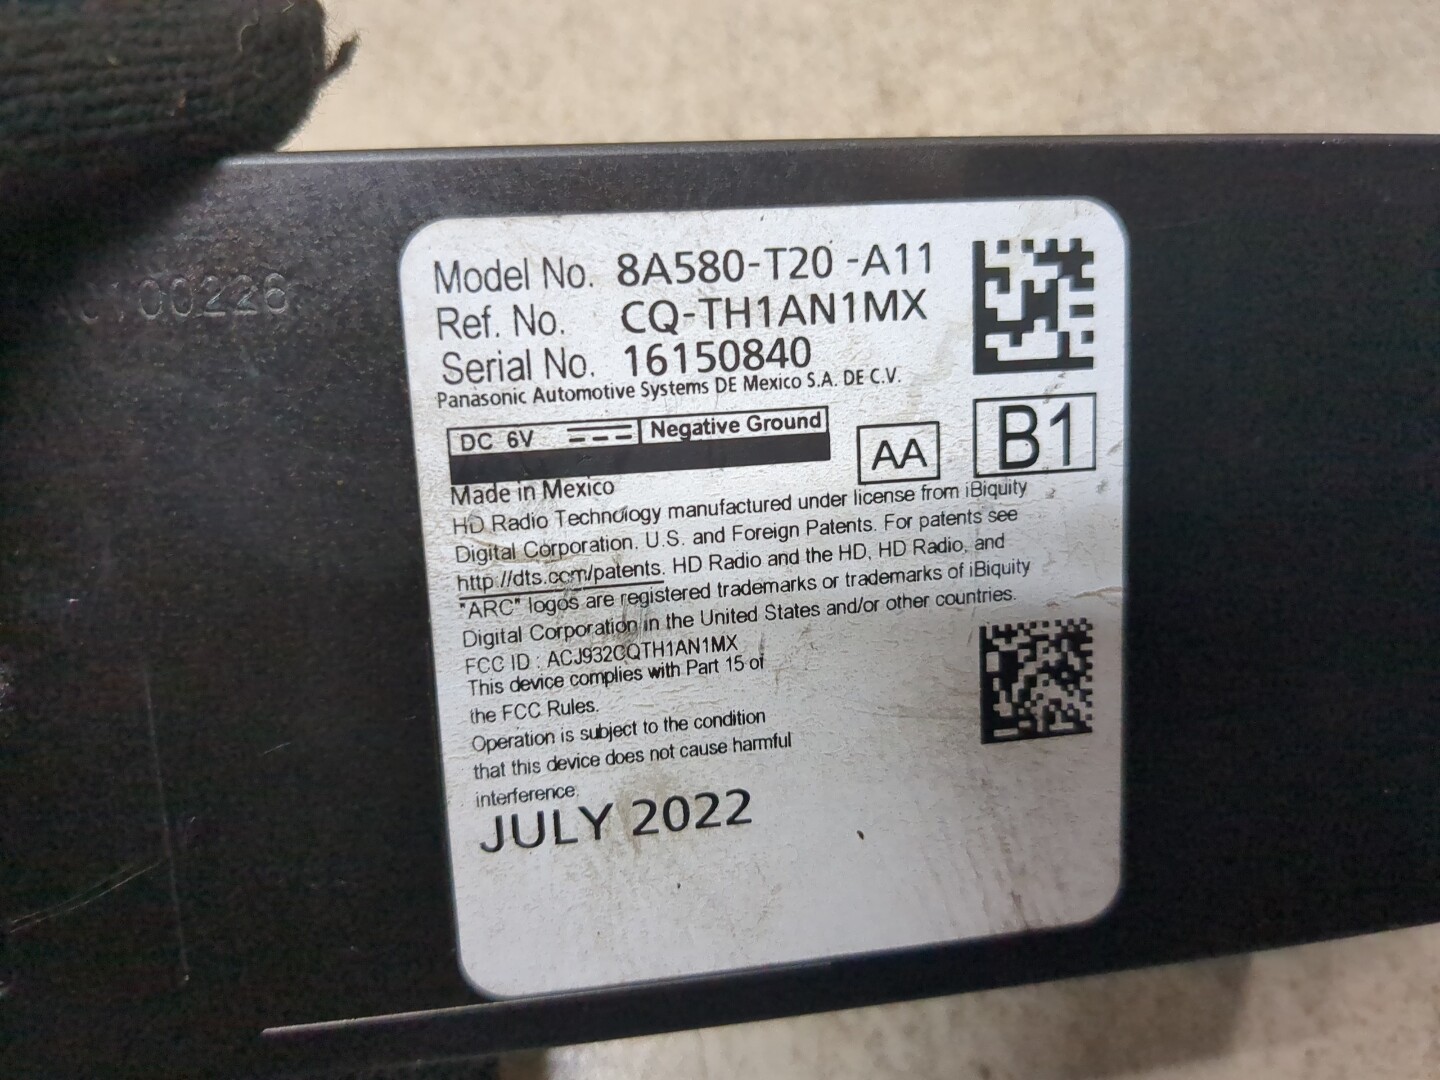 00226
Model No. 8A580-T20 -A11
Ref. No. CQ-TH1AN1MX
Serial No. 16150840
Panasonic Automotive Systems DE Mexico S.A. DE C.V.
DC 6V Negative Ground
AA B1
Made in Mexico
HD Radio Technology manufactured under license from iBiquity
Digital Corporation. U.S. and Foreign Patents. For patents see
http://dts.com/patents. HD Radio and the HD, HD Radio, and
"ARC" logos are registered trademarks or trademarks of iBiquity
Digital Corporation in the United States and/or other countries.
FCC ID : ACJ932CQTH1AN1MX
This device complies with Part 15 of
the FCC Rules.
Operation is subject to the condition
that this device does not cause harmful
interference.
JULY 2022